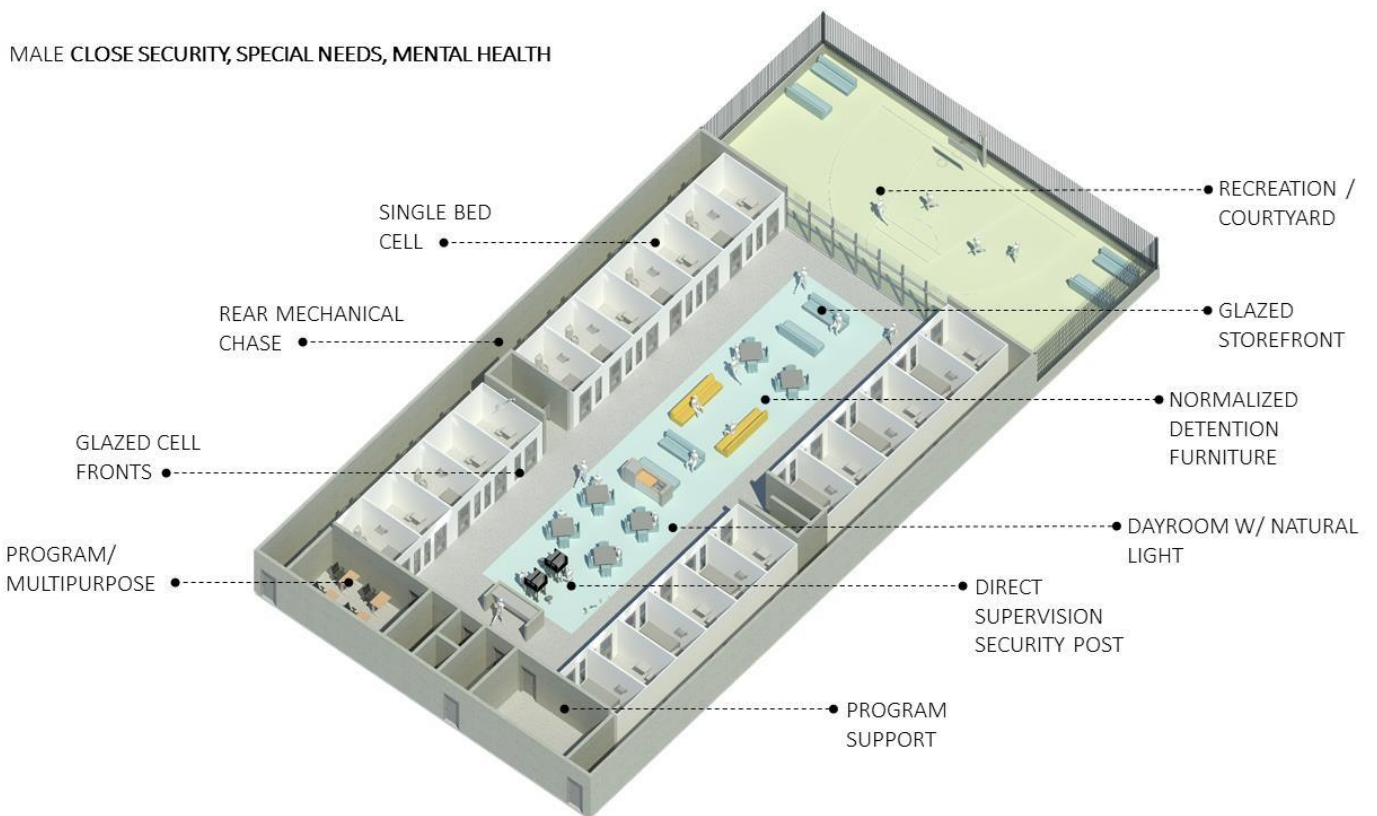 MALE CLOSE SECURITY, SPECIAL NEEDS, MENTAL HEALTH
SINGLE BED
CELL
REAR MECHANICAL
CHASE
GLAZED CELL
FRONTS
PROGRAM/
MULTIPURPOSE
RECREATION /
COURTYARD
GLAZED
STOREFRONT
NORMALIZED
DETENTION
FURNITURE
DAYROOM W/ NATURAL
LIGHT
DIRECT
SUPERVISION
SECURITY POST
PROGRAM
SUPPORT